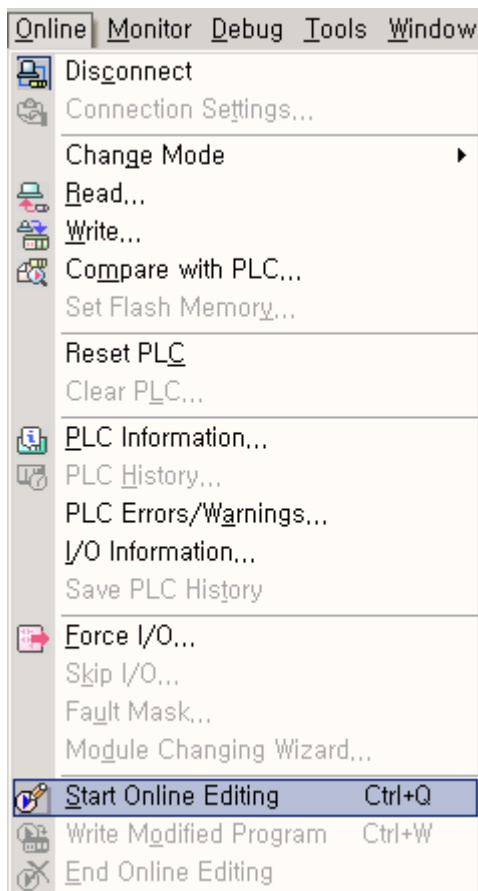 Online Monitor Debug Tools Window
Disconnect
Connection Settings...
Change Mode
Read...
Write...
Compare with PLC...
Set Flash Memory...
Reset PLC
Clear PLC...
PLC Information...
PLC History...
PLC Errors/Warnings...
I/O Information...
Save PLC History
Force I/O...
Skip I/O...
Fault Mask...
Module Changing Wizard...
Start Online Editing Ctrl+Q
Write Modified Program Ctrl+W
End Online Editing